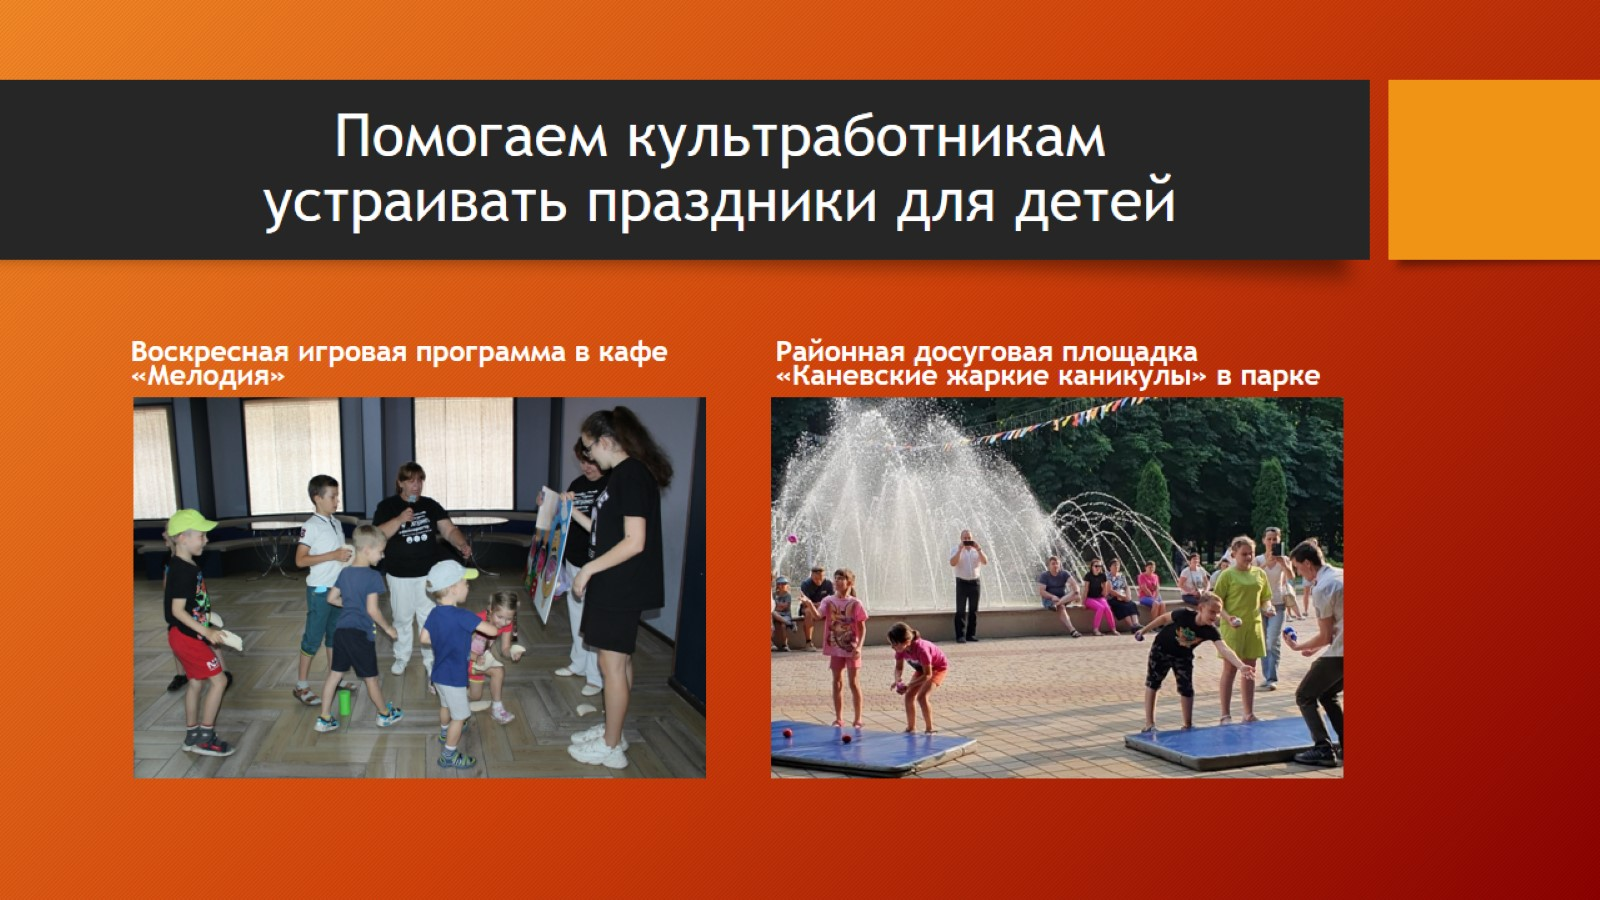 Помогаем культработникам
устраивать праздники для детей
Воскресная игровая программа в кафе
«Мелодия»
Районная досуговая площадка
«Каневские жаркие каникулы» в парке